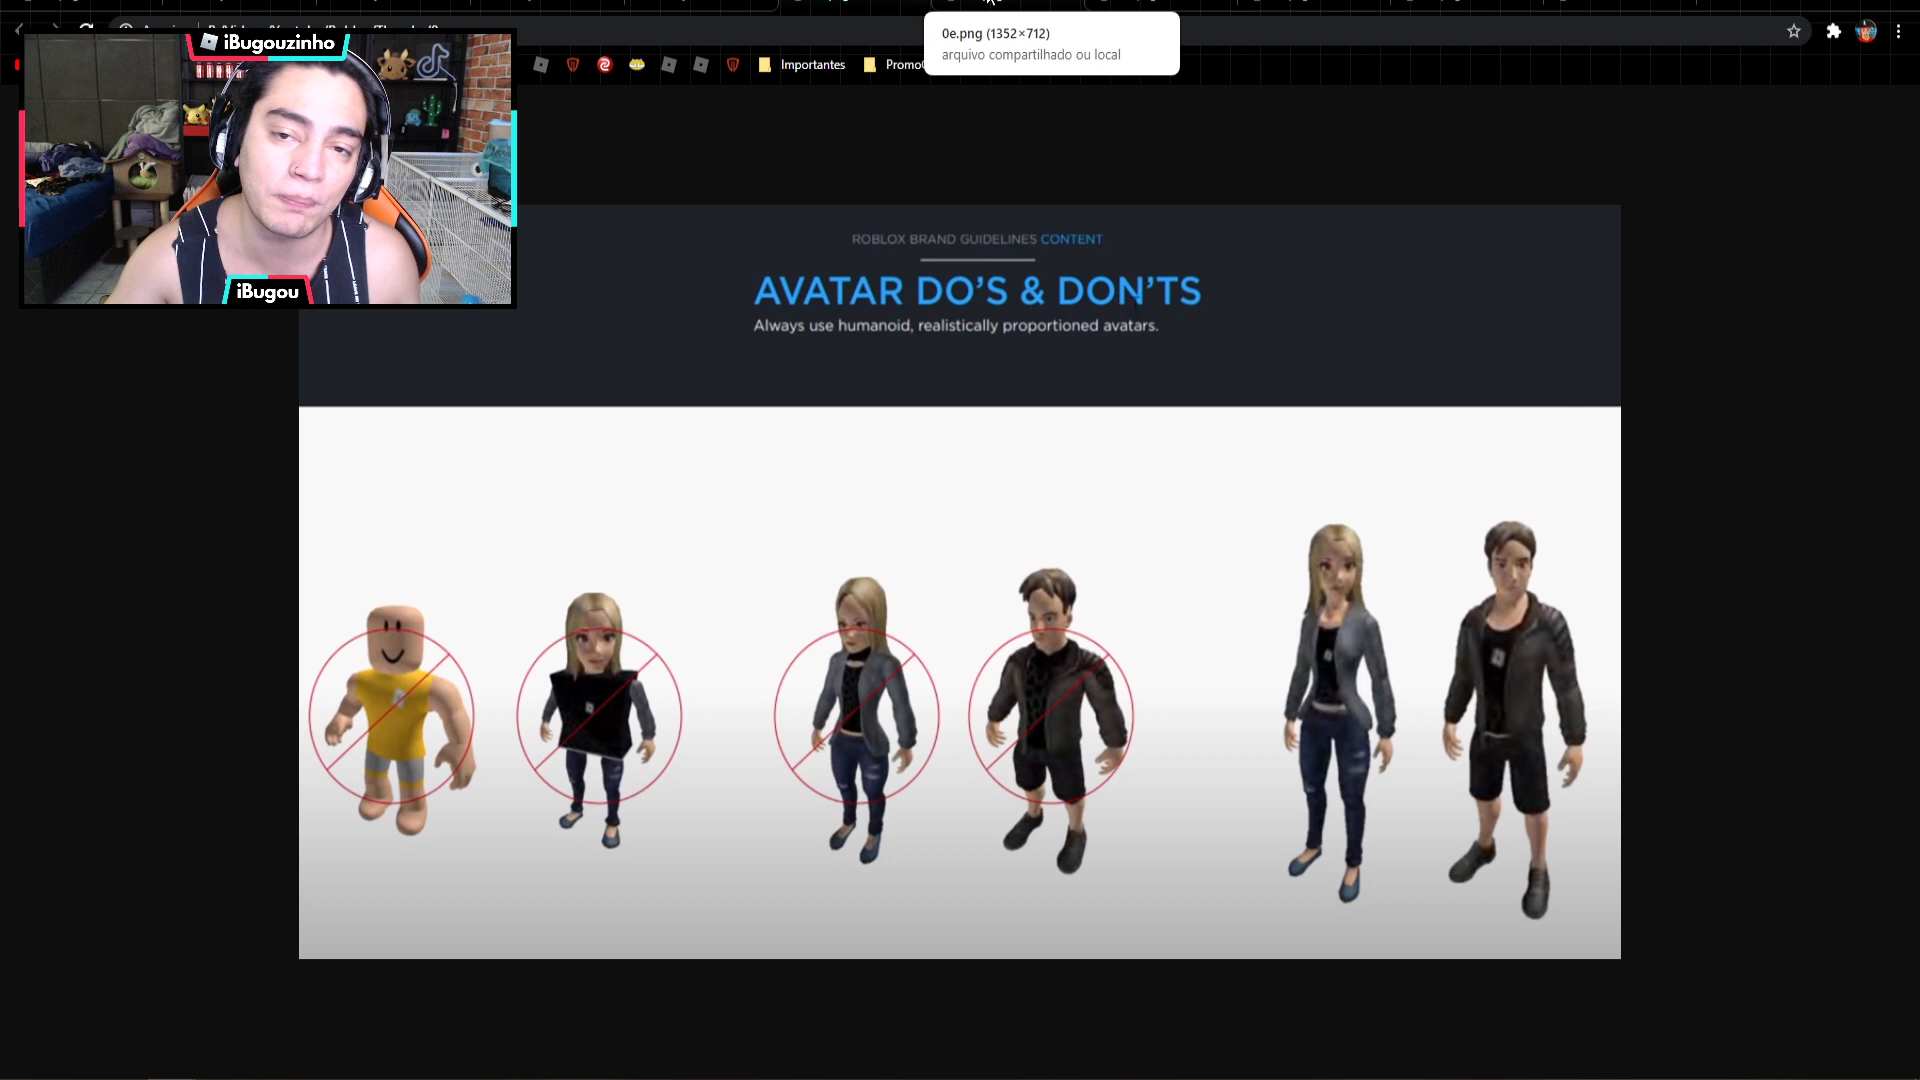 iBugouzinho
iBugou
0e.png (1352×712)
arquivo compartilhado ou local
Importantes
ROBLOX BRAND GUIDELINES CONTENT
AVATAR DO'S & DON'TS
Always use humanoid, realistically proportioned avatars.